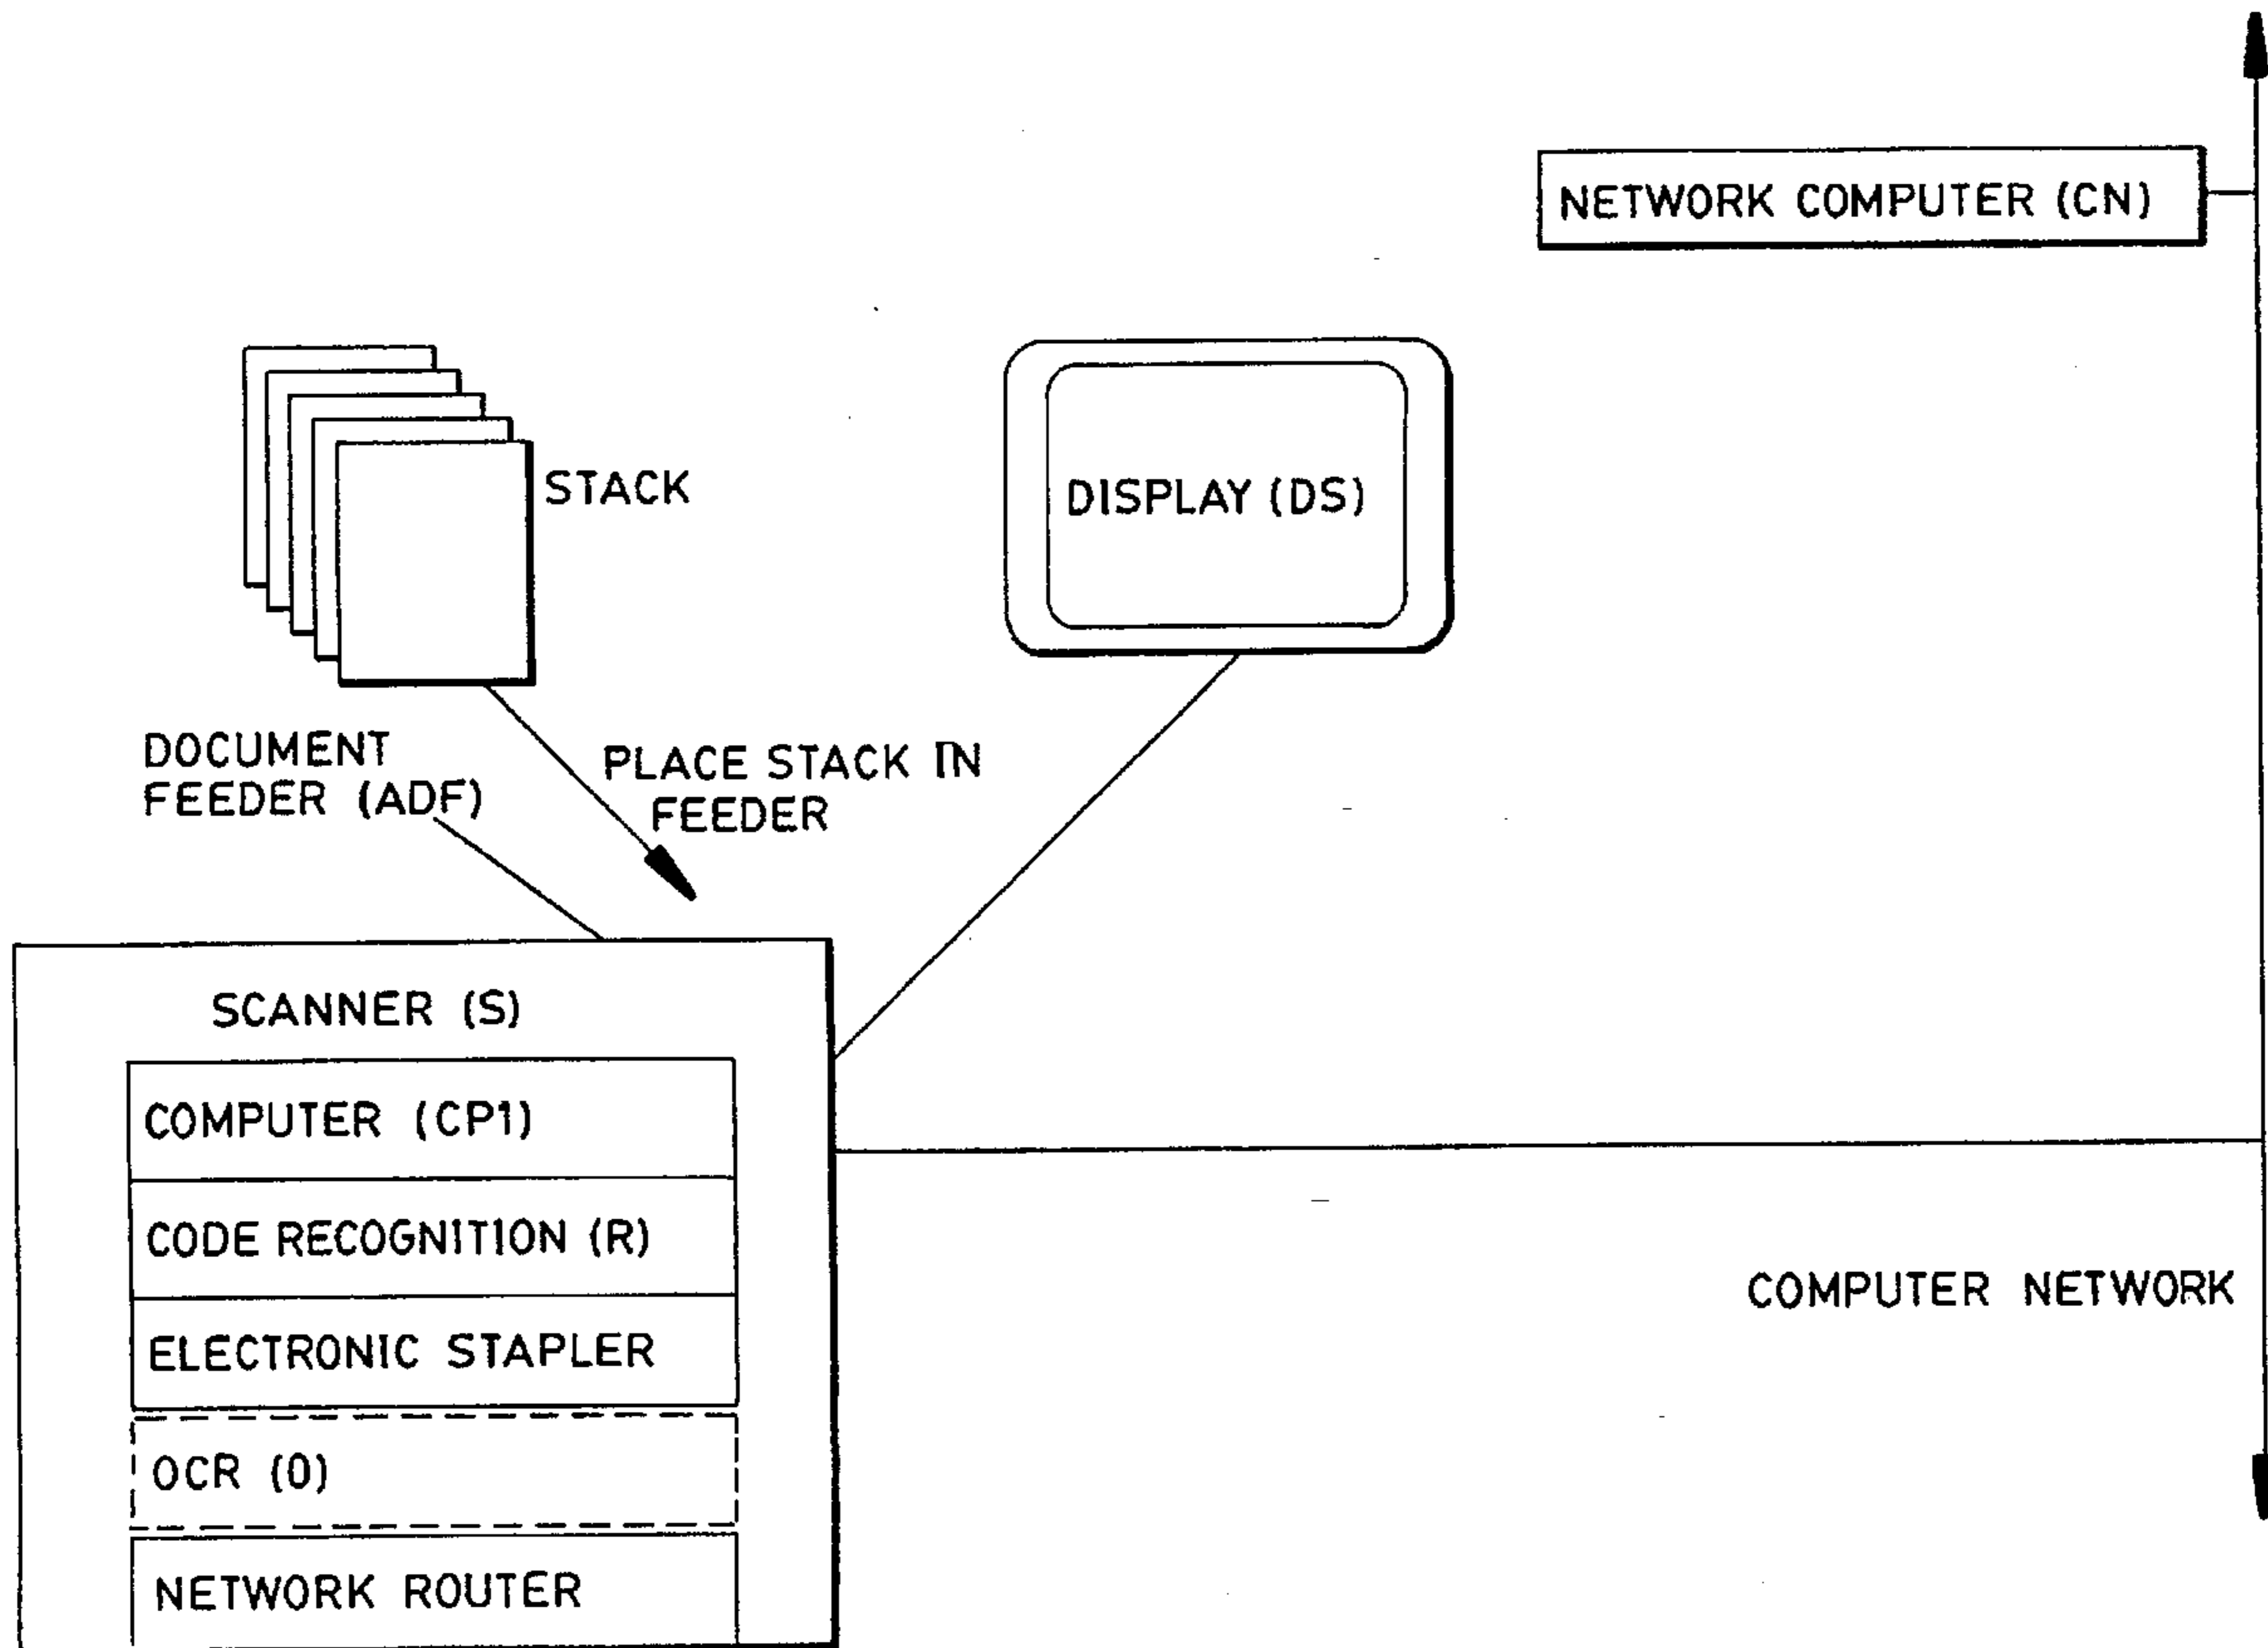 NETWORK COMPUTER (CN)
STACK
DISPLAY (DS)
DOCUMENT
FEEDER (ADF)
PLACE STACK IN
FEEDER
SCANNER (S)
COMPUTER (CP1)
CODE RECOGNITION (R)
ELECTRONIC STAPLER
OCR (O)
NETWORK ROUTER
COMPUTER NETWORK